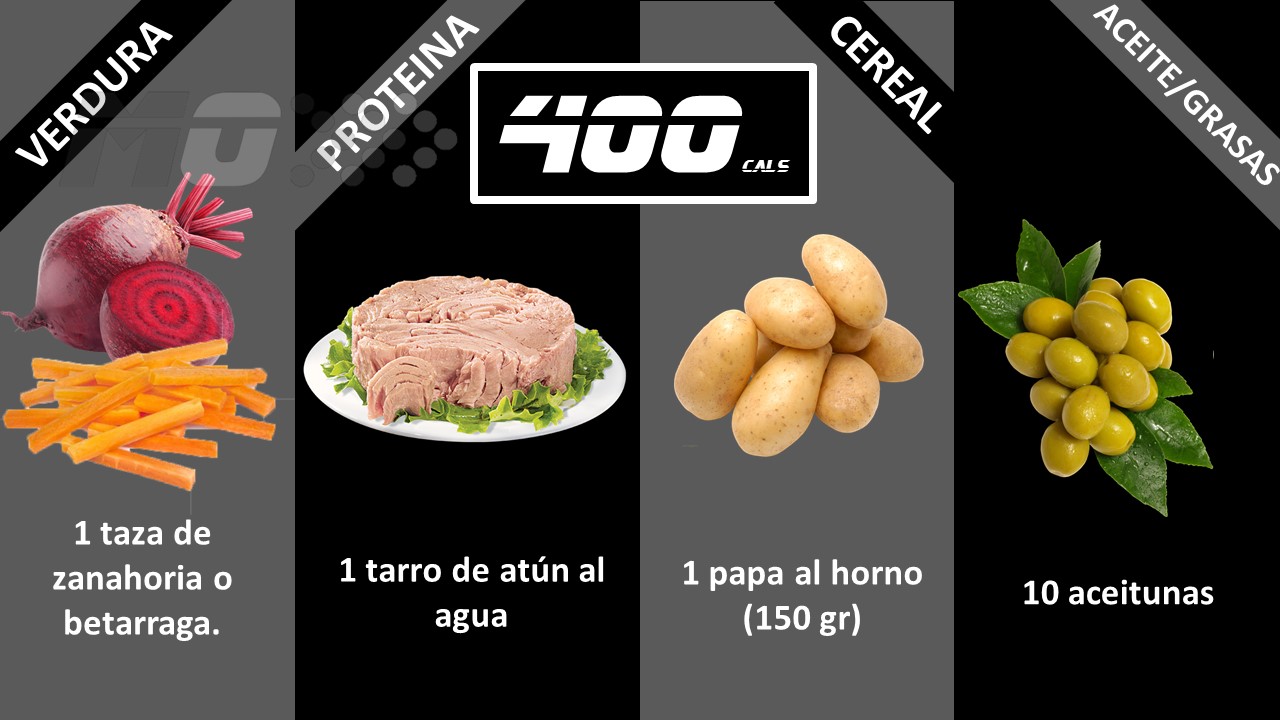 VERDURA
PROTEINA
CEREAL
ACEITE/GRASAS
400
CALS
MO
1 taza de
zanahoria o
betarraga.
1 tarro de atún al
agua
1 papa al horno
(150 gr)
10 aceitunas